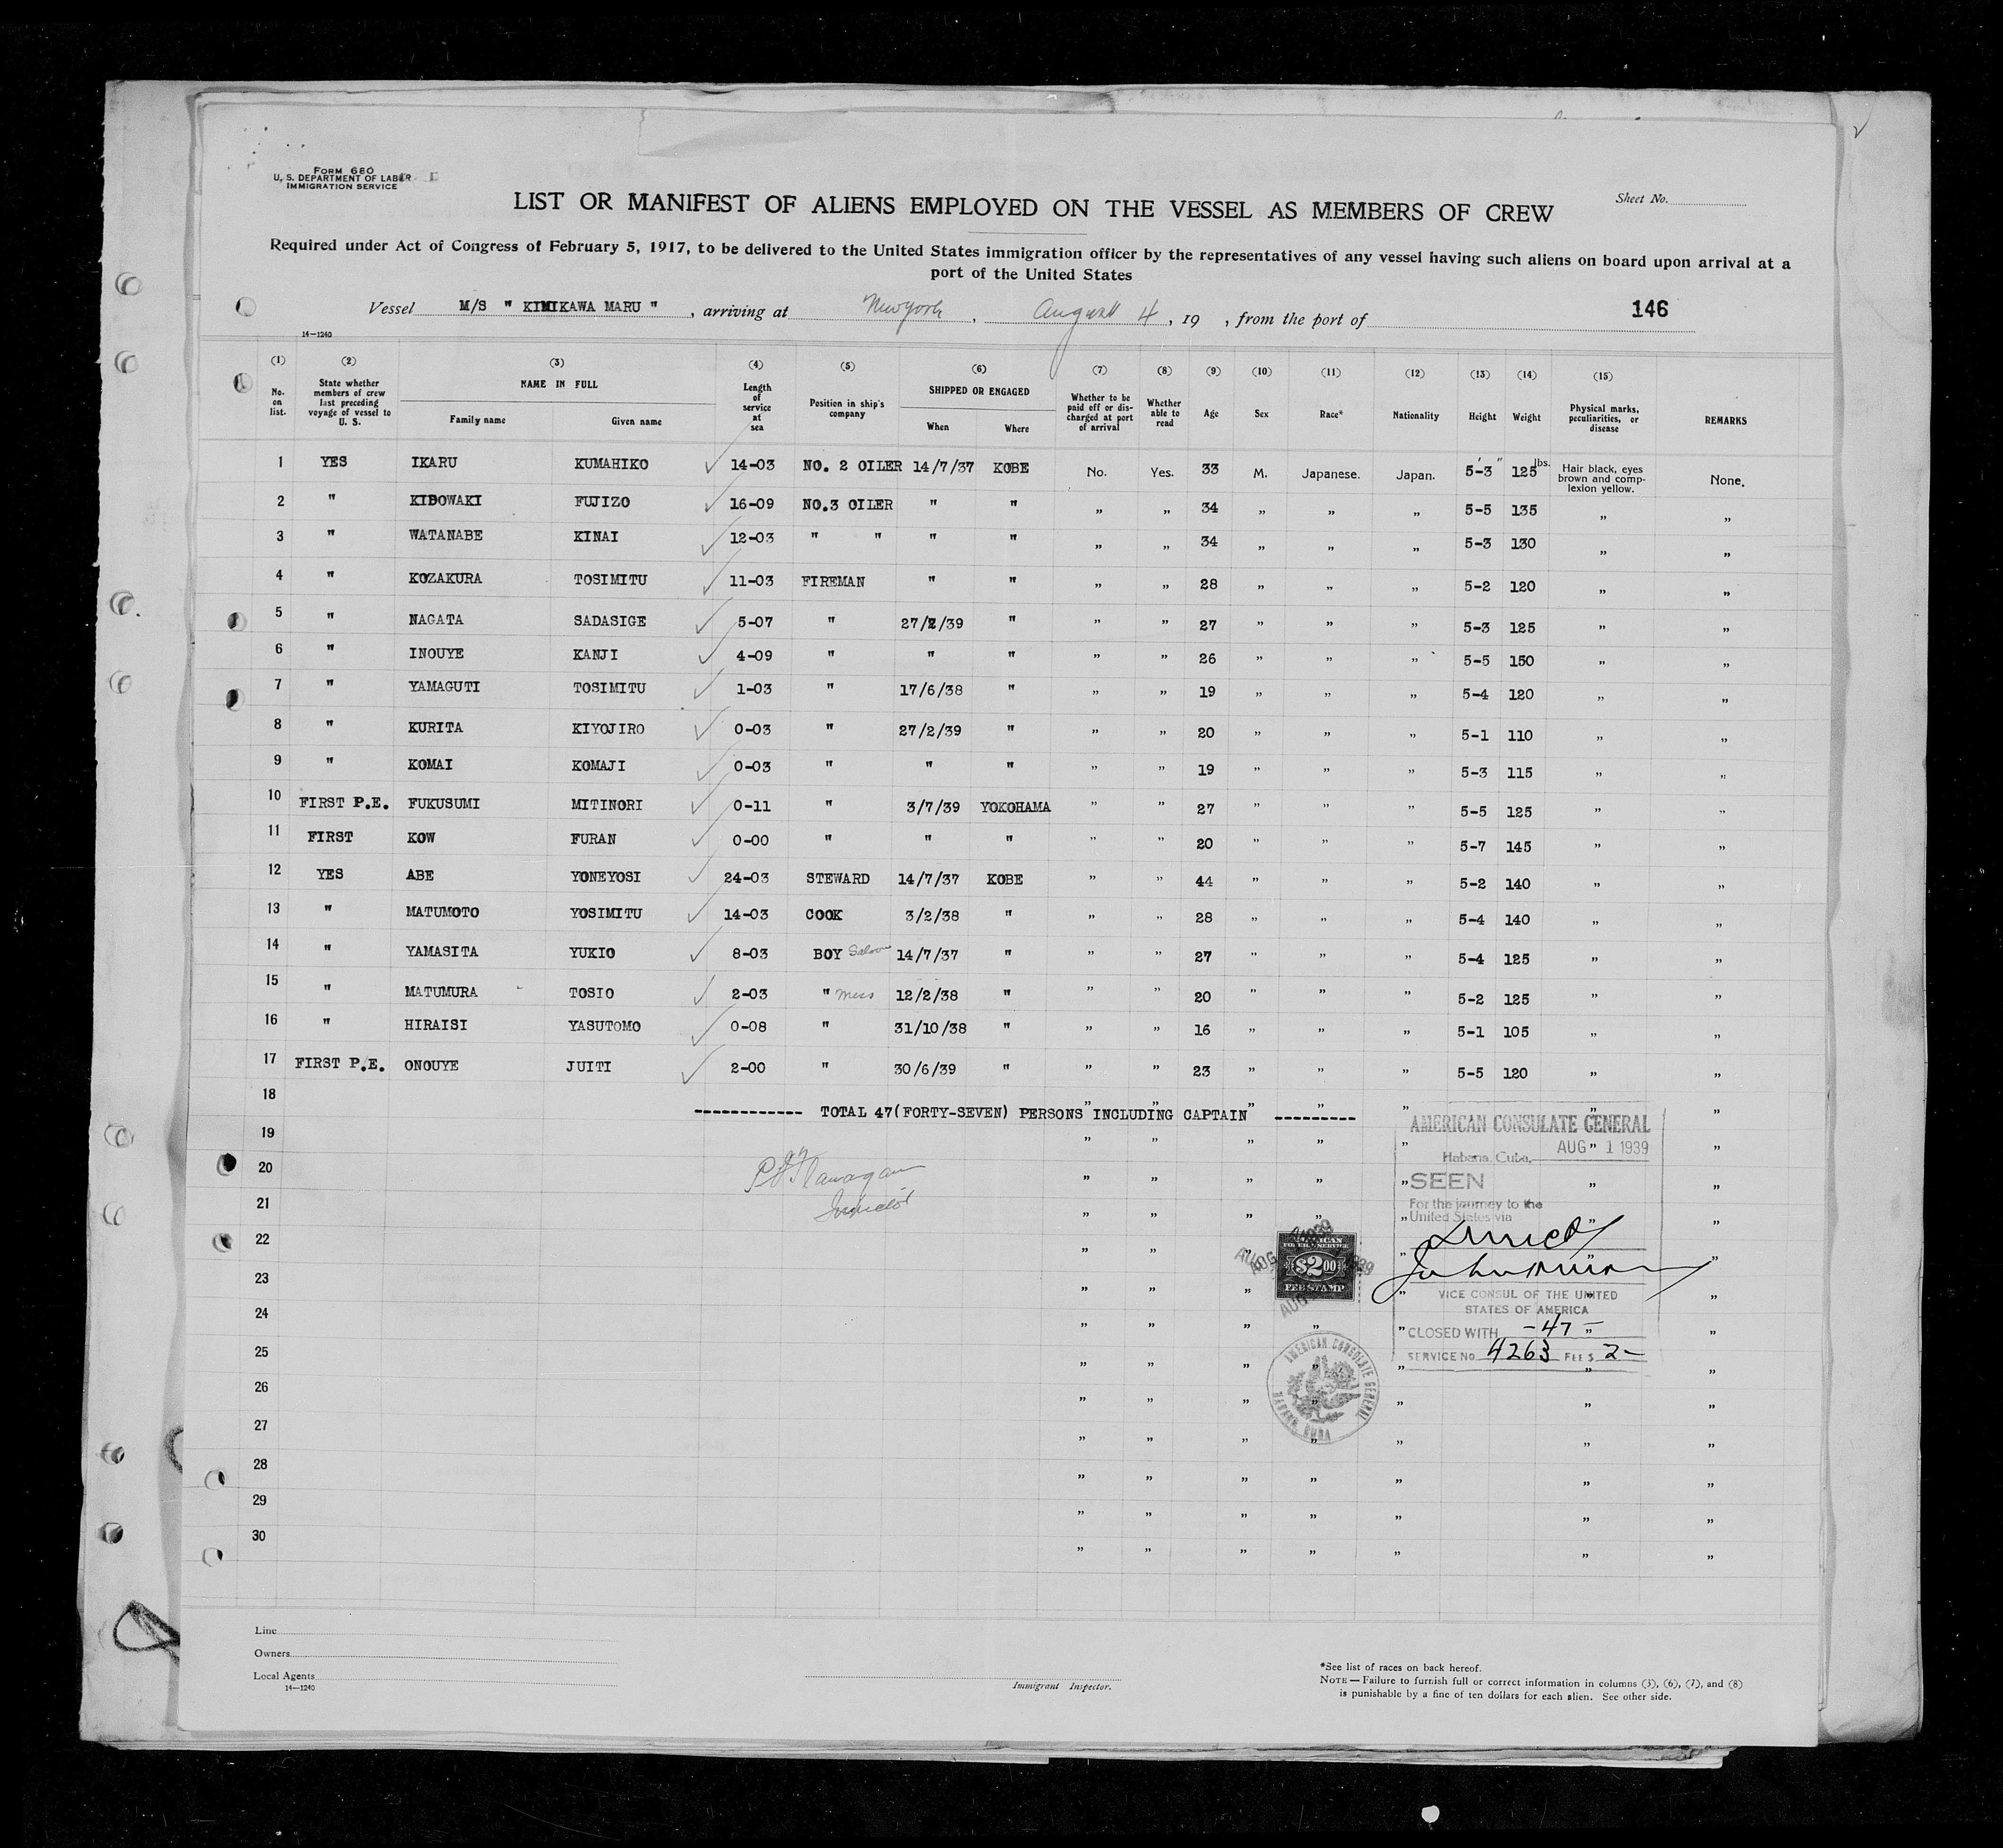 Form 680
U. S. DEPARTMENT OF LABOR
IMMIGRATION SERVICE
Sheet No.
LIST OR MANIFEST OF ALIENS EMPLOYED ON THE VESSEL AS MEMBERS OF CREW
Required under Act of Congress of February 5, 1917, to be delivered to the United States immigration officer by the representatives of any vessel having such aliens on board upon arrival at a
port of the United States
Vessel M/S " KIMIKAWA MARU " , arriving at New York , August 4 , 19 , from the port of 146
14—1240
(1) (2) (3) (4) (5) (6) (7) (8) (9) (10) (11) (12) (13) (14) (15)
No. on list. State whether members of crew last preceding voyage of vessel to U. S. NAME IN FULL Family name Given name Length of service at sea Position in ship's company SHIPPED OR ENGAGED When Where Whether to be paid off or discharged at port of arrival Whether able to read Age Sex Race* Nationality Height Weight Physical marks, peculiarities, or disease REMARKS
1 YES IKARU KUMAHIKO 14-03 NO. 2 OILER 14/7/37 KOBE No. Yes. 33 M. Japanese. Japan. 5-3 125 lbs. Hair black, eyes brown and complexion yellow. None.
2 " KIDOWAKI FUJIZO 16-09 NO.3 OILER " " " " 34 " " " 5-5 135 " "
3 " WATANABE KINAI 12-03 " " " " " " 34 " " " 5-3 130 " "
4 " KOZAKURA TOSIMITU 11-03 FIREMAN " " " " 28 " " " 5-2 120 " "
5 " NAGATA SADASIGE 5-07 " 27/2/39 " " " 27 " " " 5-3 125 " "
6 " INOUYE KANJI 4-09 " " " " " 26 " " " 5-5 150 " "
7 " YAMAGUTI TOSIMITU 1-03 " 17/6/38 " " " 19 " " " 5-4 120 " "
8 " KURITA KIYOJIRO 0-03 " 27/2/39 " " " 20 " " " 5-1 110 " "
9 " KOMAI KOMAJI 0-03 " " " " " 19 " " " 5-3 115 " "
10 FIRST P.E. FUKUSUMI MITINORI 0-11 " 3/7/39 YOKOHAMA " " 27 " " " 5-5 125 " "
11 FIRST KOW FURAN 0-00 " " " " " 20 " " " 5-7 145 " "
12 YES ABE YONEYOSI 24-03 STEWARD 14/7/37 KOBE " " 44 " " " 5-2 140 " "
13 " MATUMOTO YOSIMITU 14-03 COOK 3/2/38 " " " 28 " " " 5-4 140 " "
14 " YAMASITA YUKIO 8-03 BOY Saloon 14/7/37 " " " 27 " " " 5-4 125 " "
15 " MATUMURA TOSIO 2-03 " mess 12/2/38 " " " 20 " " " 5-2 125 " "
16 " HIRAISI YASUTOMO 0-08 " 31/10/38 " " " 16 " " " 5-1 105 " "
17 FIRST P.E. ONOUYE JUITI 2-00 " 30/6/39 " " " 23 " " " 5-5 120 " "
18 ------------ TOTAL 47(FORTY-SEVEN) PERSONS INCLUDING CAPTAIN ---------
19
20
21
22
23
24
25
26
27
28
29
30
P J Flanagan
Inspector
AMERICAN CONSULATE GENERAL
AUG 1 1939
Habana, Cuba,
SEEN
For the journey to the
United States via
Direct
VICE CONSUL OF THE UNITED
STATES OF AMERICA
CLOSED WITH - 47 -
SERVICE No. 4263 FEE $ 2-
AMERICAN
FOREIGN SERVICE
$2.00
FEE STAMP
AMERICAN CONSULATE GENERAL
HABANA, CUBA
Line
Owners
Local Agents
14—1240
Immigrant Inspector.
*See list of races on back hereof.
NOTE — Failure to furnish full or correct information in columns (3), (6), (7), and (8)
is punishable by a fine of ten dollars for each alien. See other side.